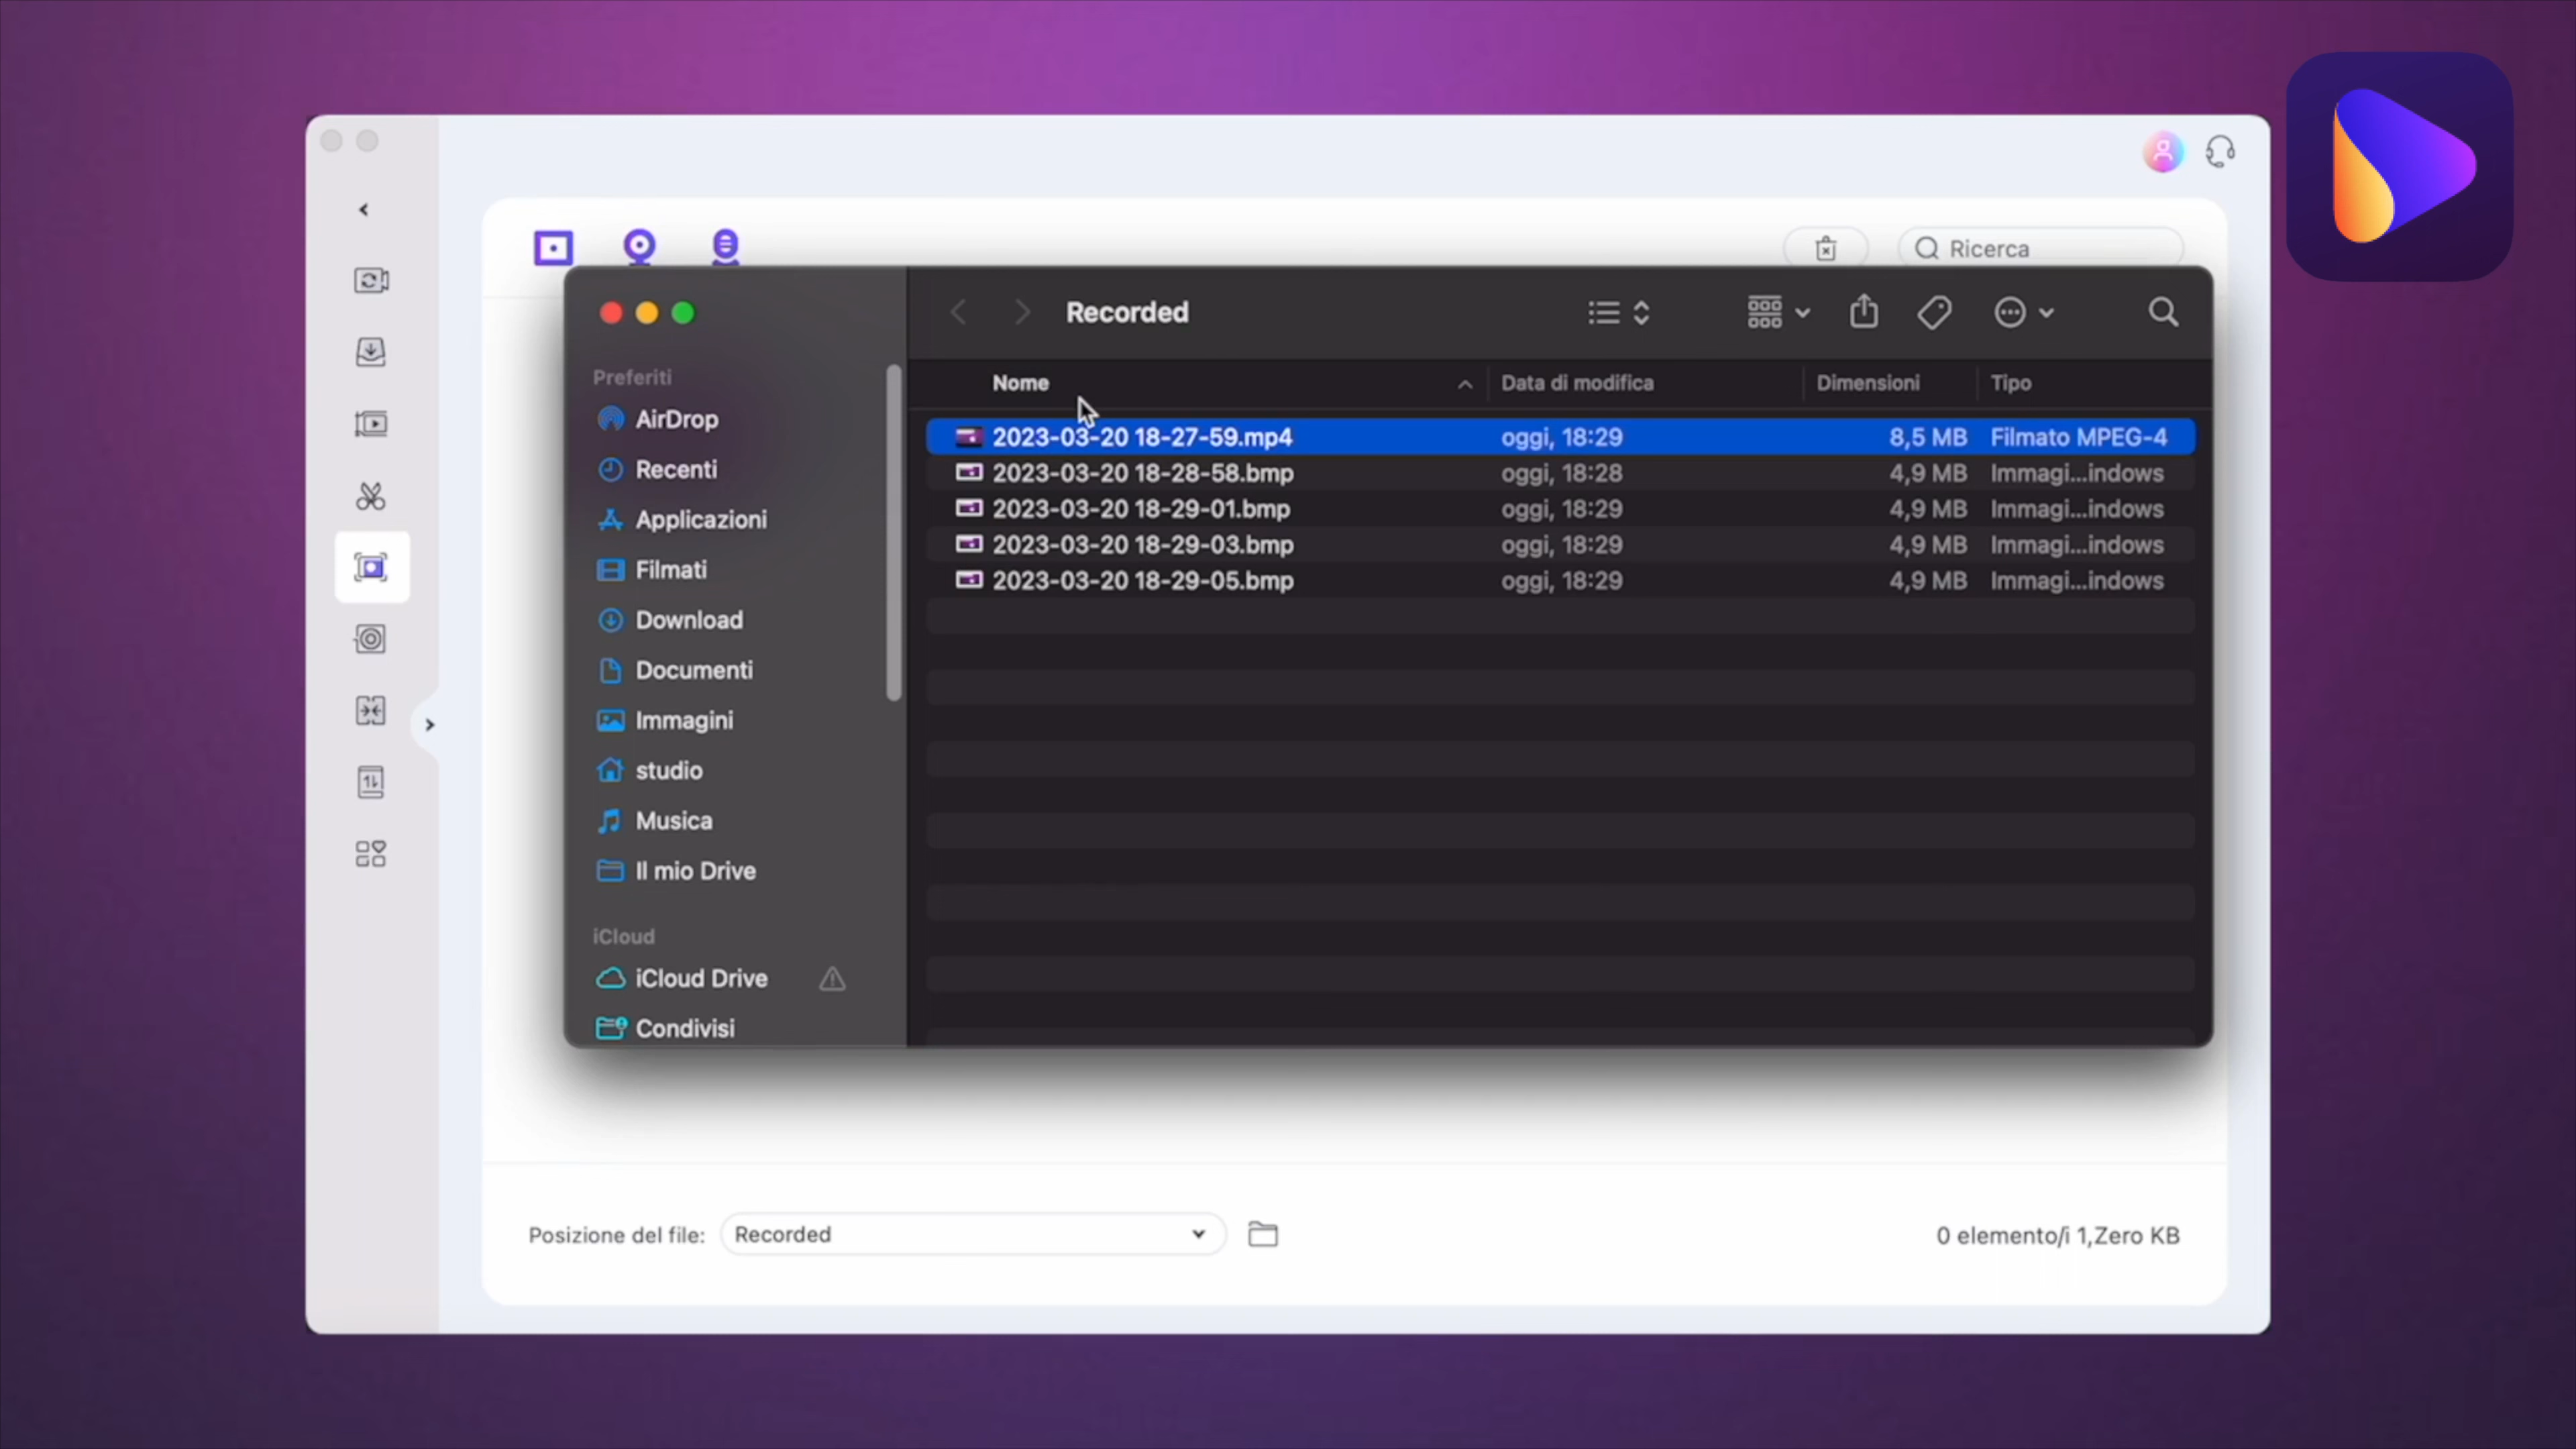 Ricerca
Recorded
Preferiti
AirDrop
Recenti
Applicazioni
Filmati
Download
Documenti
Immagini
studio
Musica
Il mio Drive
iCloud
iCloud Drive
Condivisi
Nome Data di modifica Dimensioni Tipo
2023-03-20 18-27-59.mp4 oggi, 18:29 8,5 MB Filmato MPEG-4
2023-03-20 18-28-58.bmp oggi, 18:28 4,9 MB Immagi...indows
2023-03-20 18-29-01.bmp oggi, 18:29 4,9 MB Immagi...indows
2023-03-20 18-29-03.bmp oggi, 18:29 4,9 MB Immagi...indows
2023-03-20 18-29-05.bmp oggi, 18:29 4,9 MB Immagi...indows
Posizione del file: Recorded 0 elemento/i 1,Zero KB